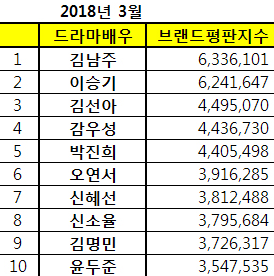 2018년 3월
드라마배우 브랜드평판지수
1 김남주 6,336,101
2 이승기 6,241,647
3 김선아 4,495,070
4 감우성 4,436,730
5 박진희 4,405,498
6 오연서 3,916,285
7 신혜선 3,812,488
8 신소율 3,795,684
9 김명민 3,726,317
10 윤두준 3,547,535